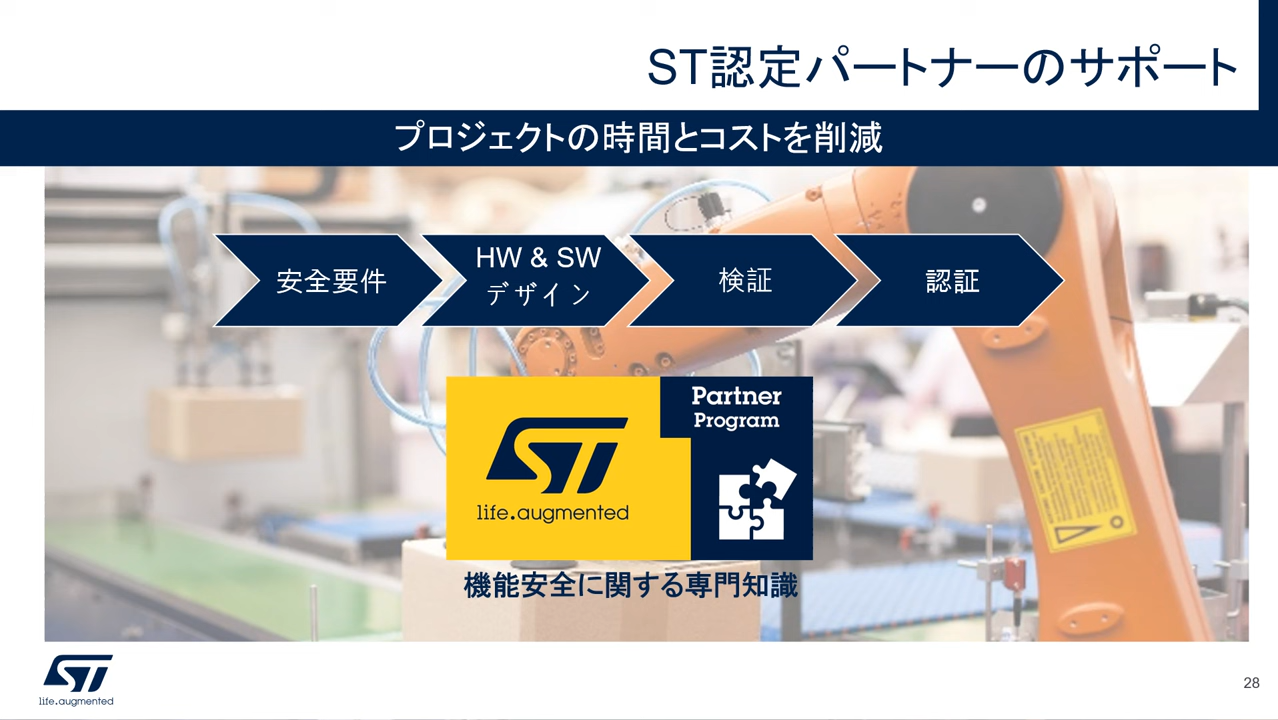 ST認定パートナーのサポート
プロジェクトの時間とコストを削減
安全要件
HW & SW
デザイン
検証
認証
Partner
Program
ST
life.augmented
機能安全に関する専門知識
ST
life.augmented
28